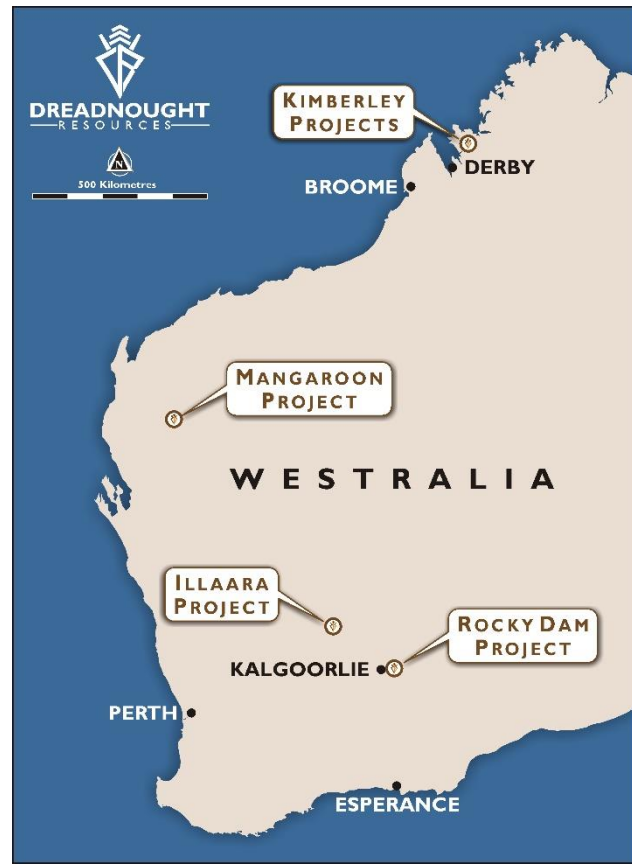 DREADNOUGHT
RESOURCES
N
500 Kilometres
KIMBERLEY
PROJECTS
DERBY
BROOME
MANGAROON
PROJECT
WESTRALIA
ILLAARA
PROJECT
ROCKY DAM
PROJECT
KALGOORLIE
PERTH
ESPERANCE